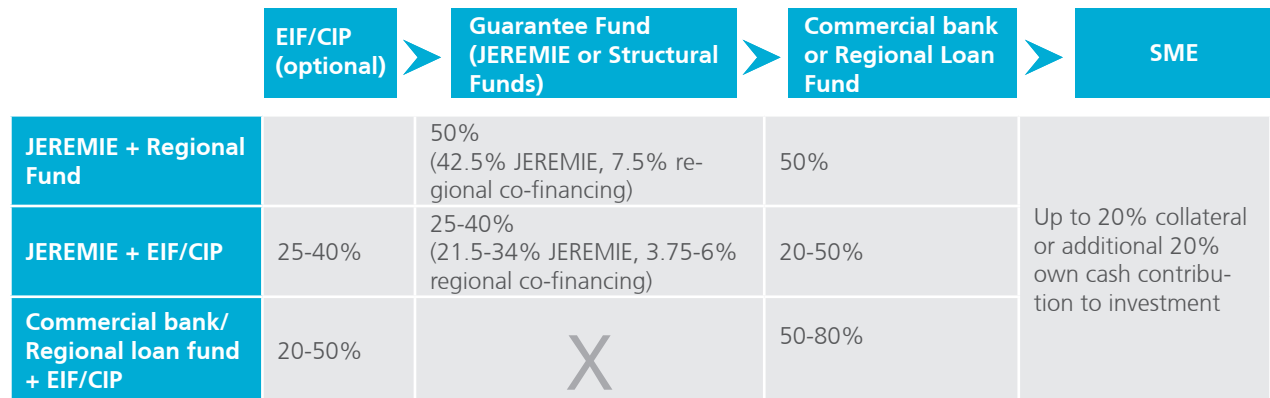 EIF/CIP
(optional)
Guarantee Fund
(JEREMIE or Structural
Funds)
Commercial bank
or Regional Loan
Fund
SME
JEREMIE + Regional
Fund
50%
(42.5% JEREMIE, 7.5% re-
gional co-financing)
50%
Up to 20% collateral
or additional 20%
own cash contribu-
tion to investment
JEREMIE + EIF/CIP
25-40%
25-40%
(21.5-34% JEREMIE, 3.75-6%
regional co-financing)
20-50%
Commercial bank/
Regional loan fund
+ EIF/CIP
20-50%
X
50-80%